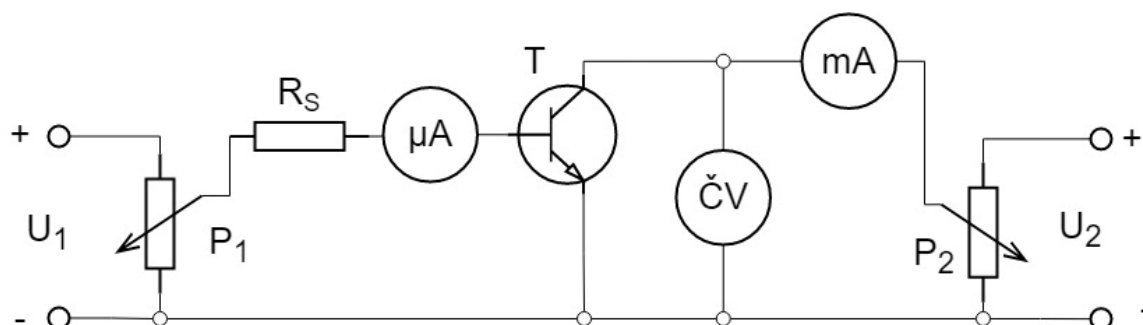 T
mA
R_S
+
µA
+
ČV
U_1
P_1
P_2
U_2
-
-